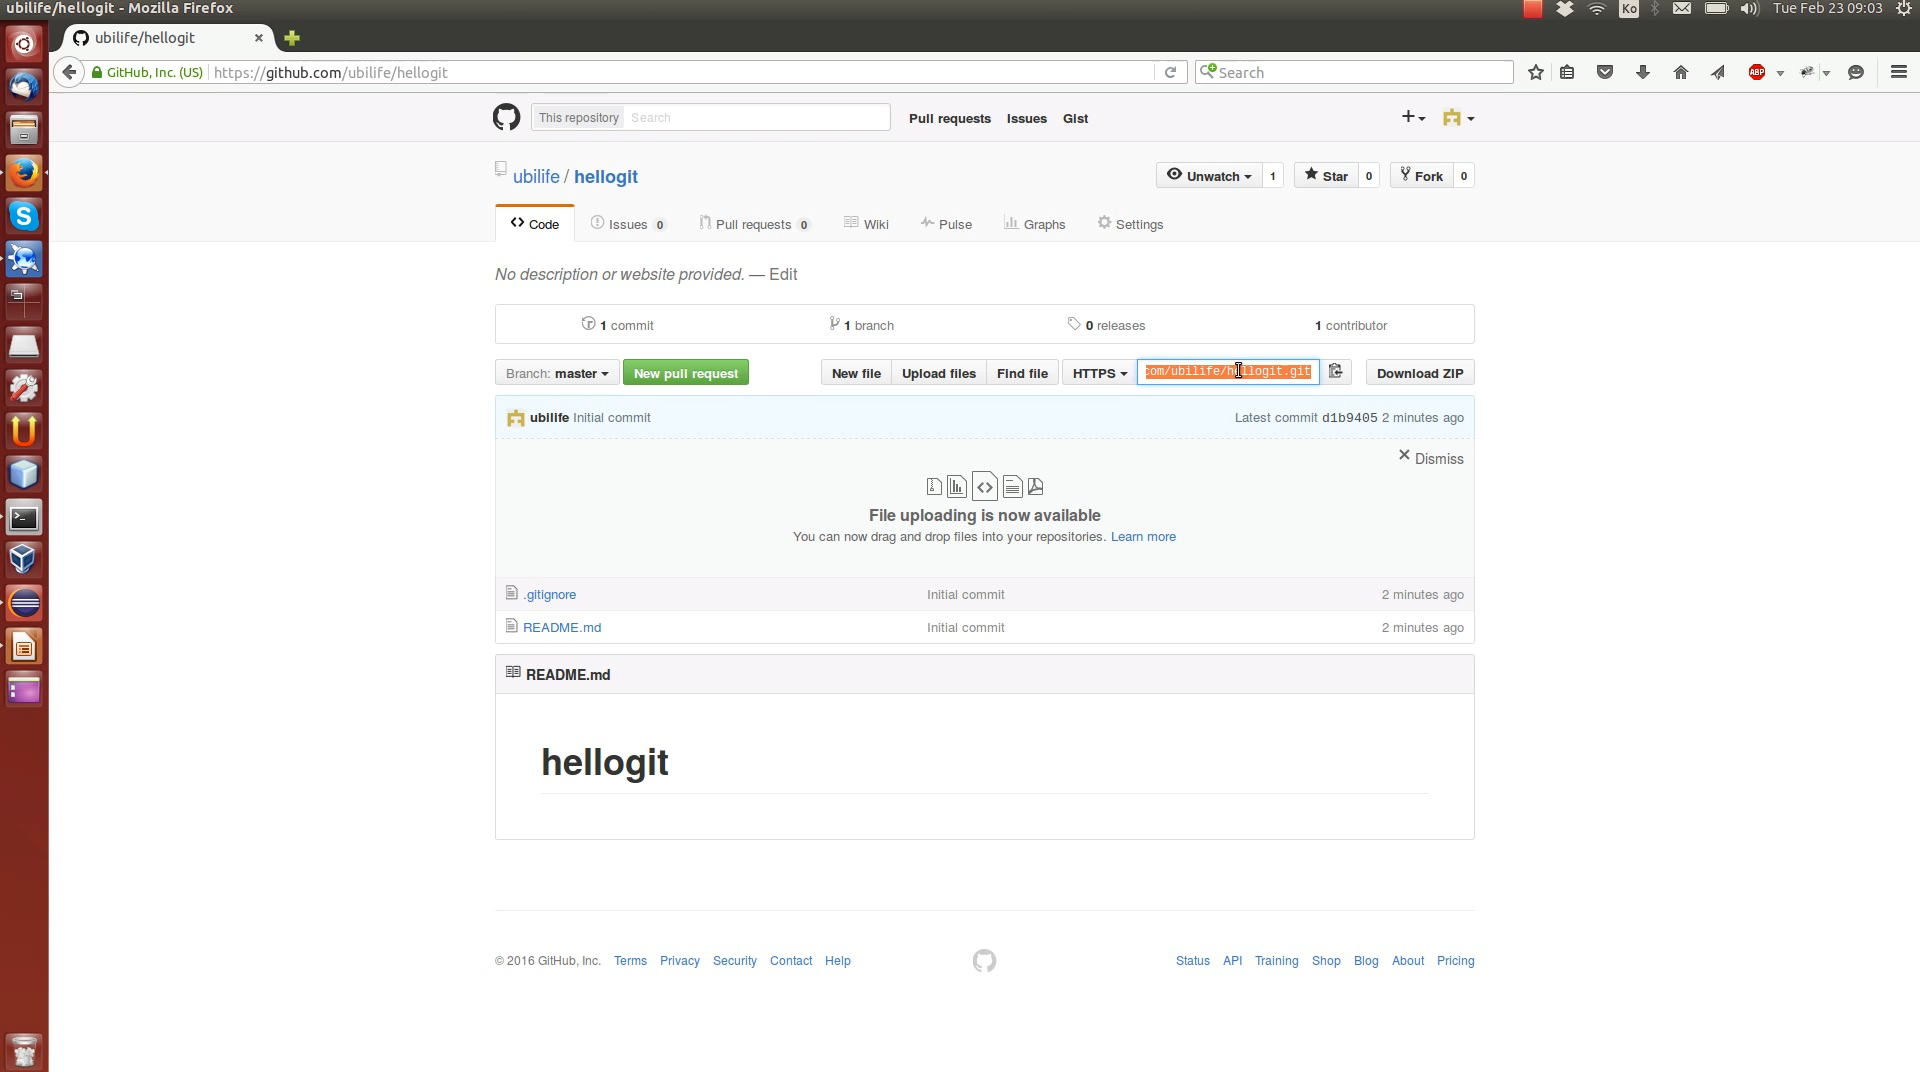 ubilife/hellogit - Mozilla Firefox
Ko
Tue Feb 23 09:03
ubilife/hellogit
GitHub, Inc. (US)
https://github.com/ubilife/hellogit
Search
ABP
This repository
Search
Pull requests
Issues
Gist
ubilife / hellogit
Unwatch
1
Star
0
Fork
0
Code
Issues 0
Pull requests 0
Wiki
Pulse
Graphs
Settings
No description or website provided. — Edit
1 commit
1 branch
0 releases
1 contributor
Branch: master
New pull request
New file
Upload files
Find file
HTTPS
com/ubilife/hellogit.git
Download ZIP
ubilife Initial commit
Latest commit d1b9405 2 minutes ago
Dismiss
File uploading is now available
You can now drag and drop files into your repositories. Learn more
.gitignore
Initial commit
2 minutes ago
README.md
Initial commit
2 minutes ago
README.md
hellogit
© 2016 GitHub, Inc.
Terms
Privacy
Security
Contact
Help
Status
API
Training
Shop
Blog
About
Pricing